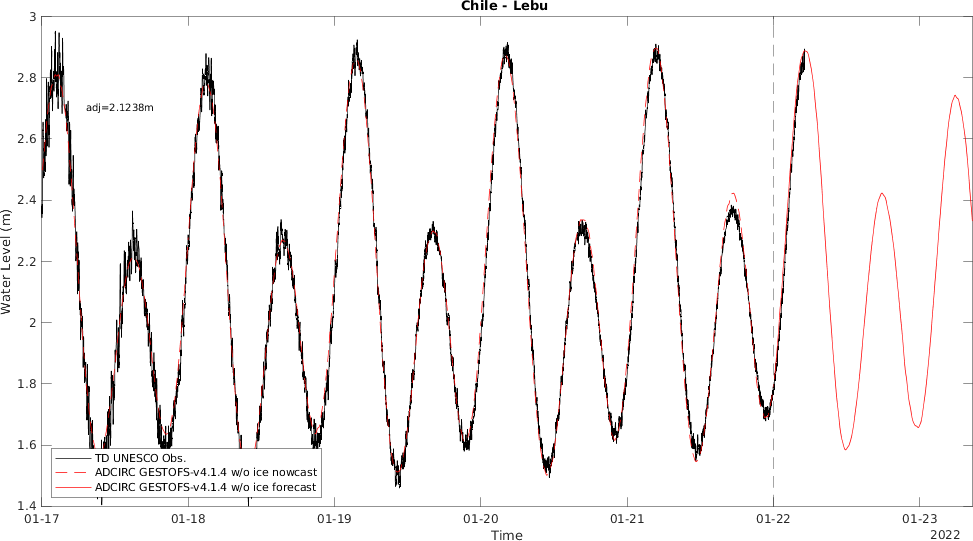 Chile - Lebu
3
2.8
adj=2.1238m
2.6
2.4
2.2
Water Level (m)
2
1.8
1.6
TD UNESCO Obs.
ADCIRC GESTOFS-v4.1.4 w/o ice nowcast
ADCIRC GESTOFS-v4.1.4 w/o ice forecast
1.4
01-17 01-18 01-19 01-20 01-21 01-22 01-23
Time
2022